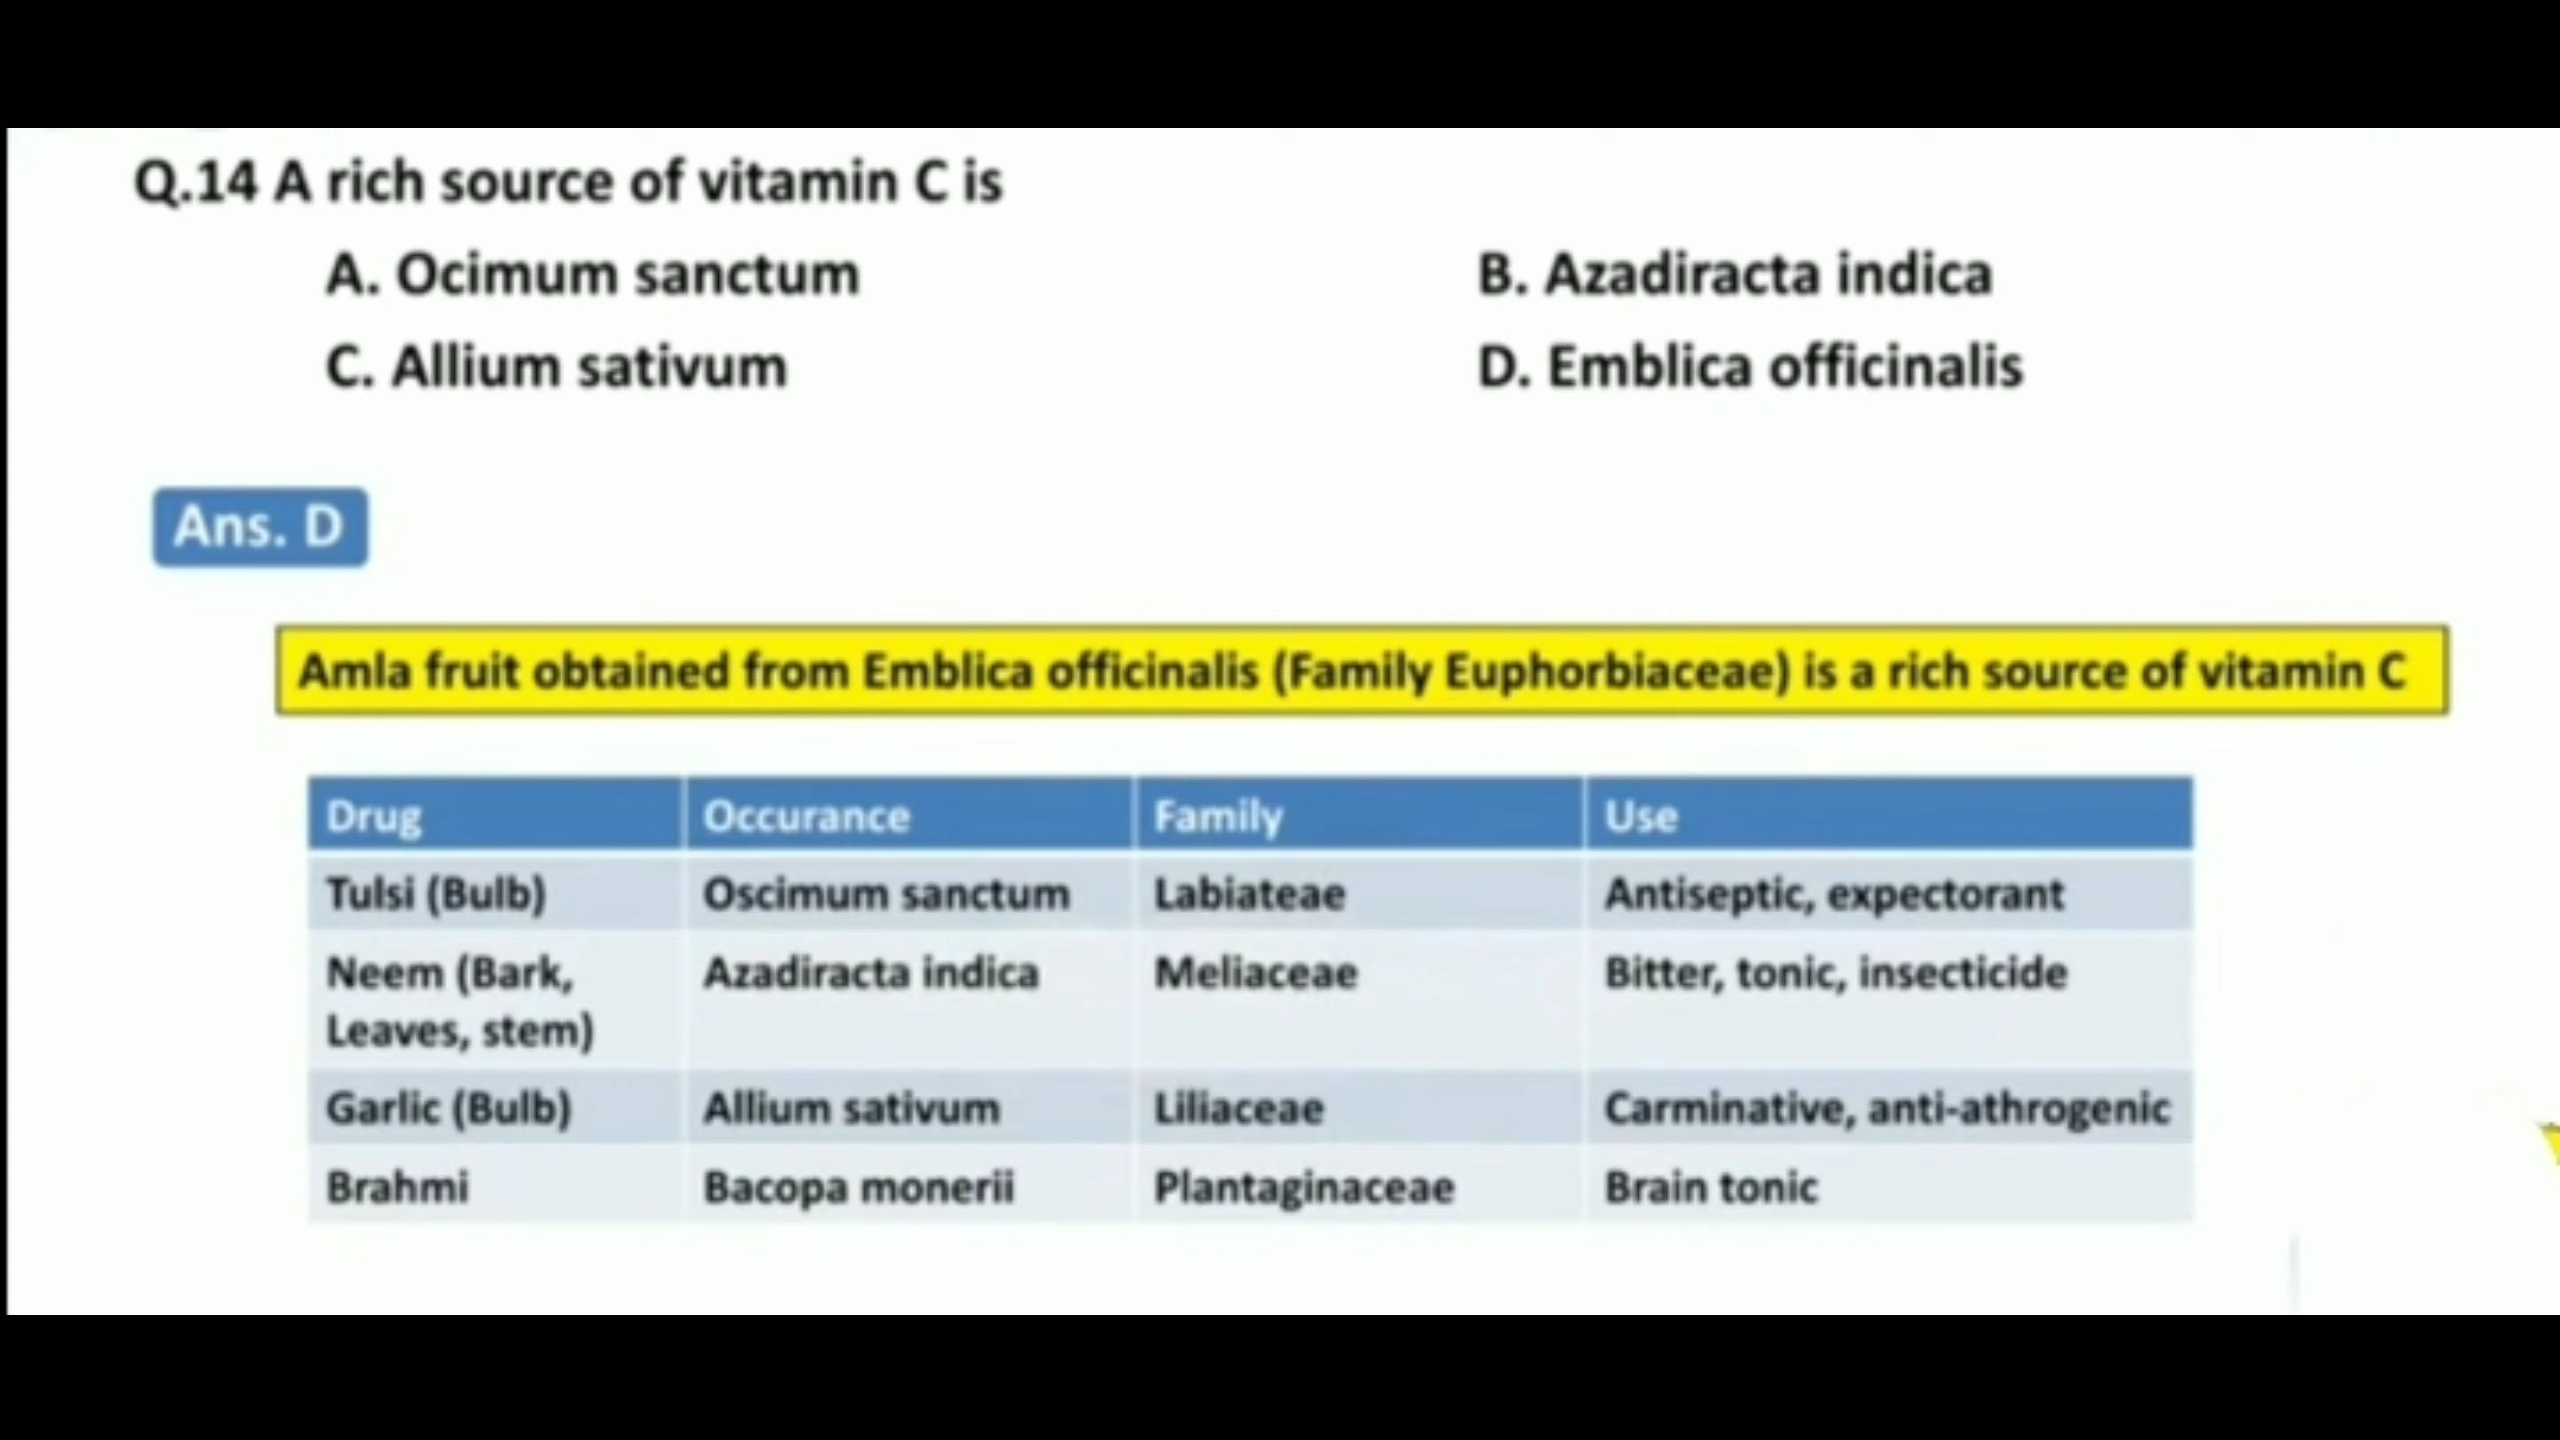 Q.14 A rich source of vitamin C is
A. Ocimum sanctum B. Azadiracta indica
C. Allium sativum D. Emblica officinalis
Ans. D
Amla fruit obtained from Emblica officinalis (Family Euphorbiaceae) is a rich source of vitamin C
Drug Occurance Family Use
Tulsi (Bulb) Oscimum sanctum Labiateae Antiseptic, expectorant
Neem (Bark, Azadiracta indica Meliaceae Bitter, tonic, insecticide
Leaves, stem)
Garlic (Bulb) Allium sativum Liliaceae Carminative, anti-athrogenic
Brahmi Bacopa monerii Plantaginaceae Brain tonic